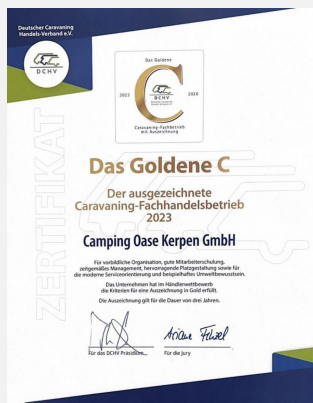 Deutscher Caravaning
Handels-Verband e.V.
DCHV
Das Goldene
2023 C 2026
DCHV
Caravaning-Fachbetrieb
mit Auszeichnung
ZERTIFIKAT
Das Goldene C
Der ausgezeichnete
Caravaning-Fachhandelsbetrieb
2023
Camping Oase Kerpen GmbH
Für vorbildliche Organisation, gute Mitarbeiterschulung,
zeitgemäßes Management, hervorragende Platzgestaltung sowie für
die moderne Serviceorientierung und beispielhaftes Umweltbewusstsein.
Das Unternehmen hat im Händlerwettbewerb
die Kriterien für eine Auszeichnung in Gold erfüllt.
Die Auszeichnung gilt für die Dauer von drei Jahren.
Für das DCHV Präsidium
Für die Jury